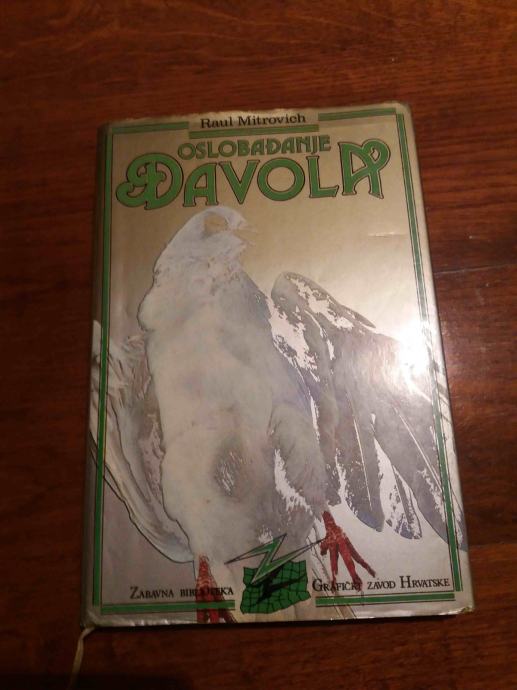 Raul Mitrovich
OSLOBAĐANJE
ĐAVOLA
ZABAVNA BIBLIOTEKA
GRAFIČKI ZAVOD HRVATSKE